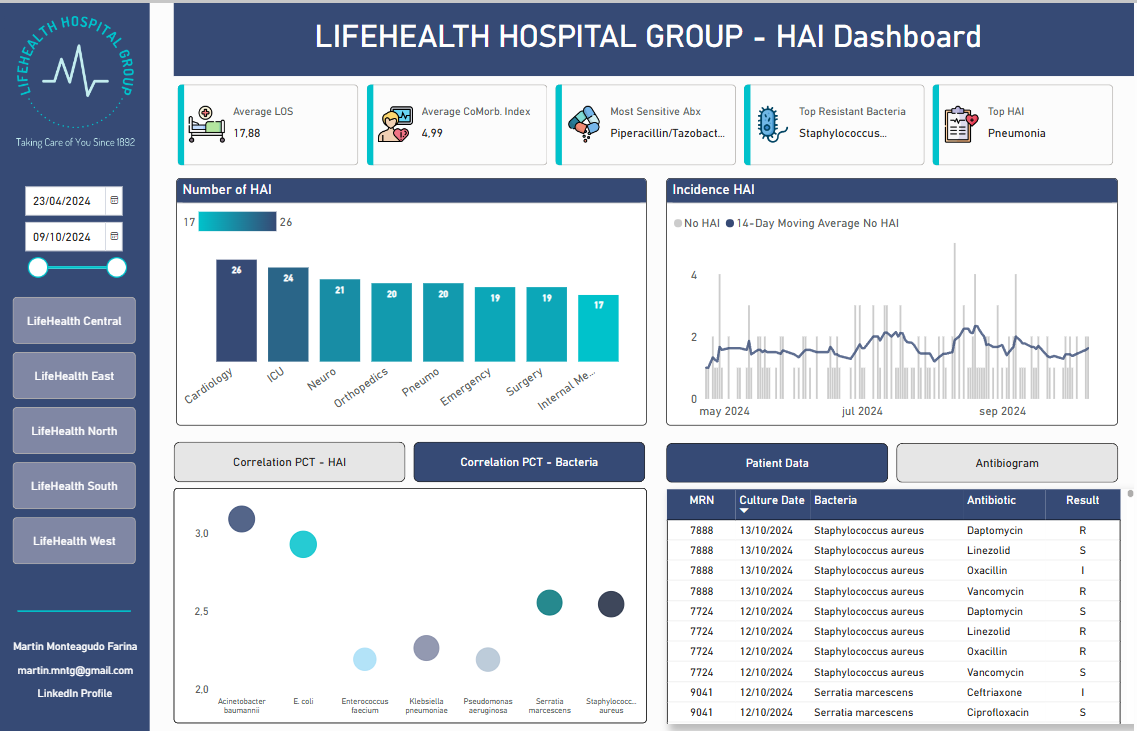 LIFEHEALTH HOSPITAL GROUP
Taking Care of You Since 1892
23/04/2024
09/10/2024
LifeHealth Central
LifeHealth East
LifeHealth North
LifeHealth South
LifeHealth West
Martin Monteagudo Farina
martin.mntg@gmail.com
LinkedIn Profile
LIFEHEALTH HOSPITAL GROUP - HAI Dashboard
Average LOS
17,88
Average CoMorb. Index
4,99
Most Sensitive Abx
Piperacillin/Tazobact...
Top Resistant Bacteria
Staphylococcus...
Top HAI
Pneumonia
Number of HAI
17 26
26 24 21 20 20 19 19 17
Cardiology ICU Neuro Orthopedics Pneumo Emergency Surgery Internal Me...
Incidence HAI
No HAI 14-Day Moving Average No HAI
4
2
0
may 2024 jul 2024 sep 2024
Correlation PCT - HAI
Correlation PCT - Bacteria
3,0
2,5
2,0
Acinetobacter baumannii
E. coli
Enterococcus faecium
Klebsiella pneumoniae
Pseudomonas aeruginosa
Serratia marcescens
Staphylococc... aureus
Patient Data
Antibiogram
MRN Culture Date Bacteria Antibiotic Result
7888 13/10/2024 Staphylococcus aureus Daptomycin R
7888 13/10/2024 Staphylococcus aureus Linezolid S
7888 13/10/2024 Staphylococcus aureus Oxacillin I
7888 13/10/2024 Staphylococcus aureus Vancomycin R
7724 12/10/2024 Staphylococcus aureus Daptomycin S
7724 12/10/2024 Staphylococcus aureus Linezolid R
7724 12/10/2024 Staphylococcus aureus Oxacillin R
7724 12/10/2024 Staphylococcus aureus Vancomycin S
9041 12/10/2024 Serratia marcescens Ceftriaxone I
9041 12/10/2024 Serratia marcescens Ciprofloxacin S